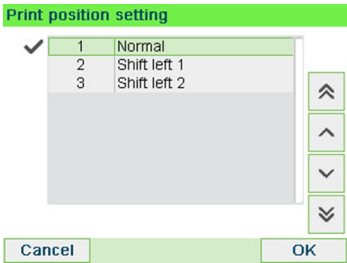 Print position setting
1 Normal
2 Shift left 1
3 Shift left 2
Cancel OK